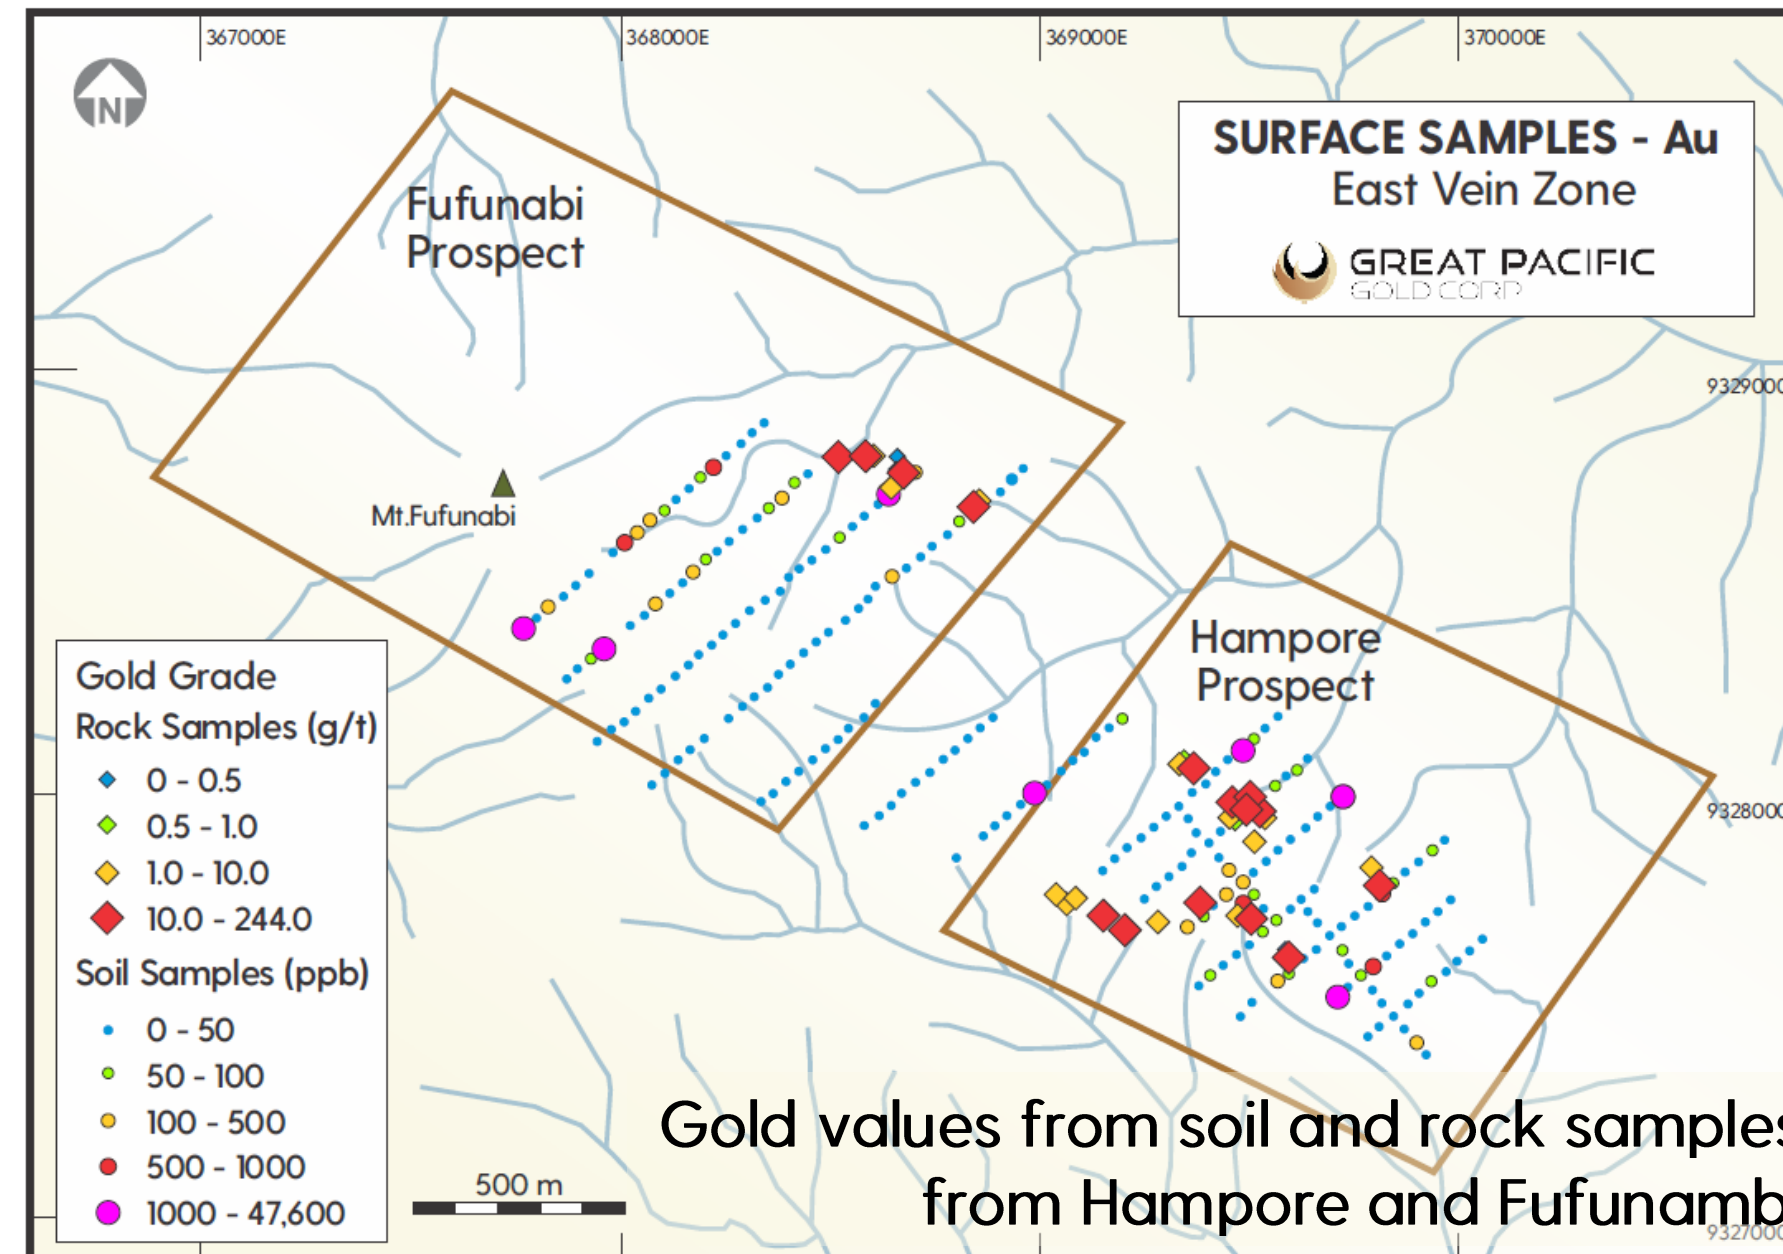 367000E
368000E
369000E
370000E
N
SURFACE SAMPLES - Au
East Vein Zone
GREAT PACIFIC
GOLD CORP
Fufunabi
Prospect
9329000
Mt.Fufunabi
Hampore
Prospect
Gold Grade
Rock Samples (g/t)
0 - 0.5
0.5 - 1.0
1.0 - 10.0
10.0 - 244.0
Soil Samples (ppb)
0 - 50
50 - 100
100 - 500
500 - 1000
1000 - 47,600
9328000
500 m
Gold values from soil and rock samples
from Hampore and Fufunamb
9327000